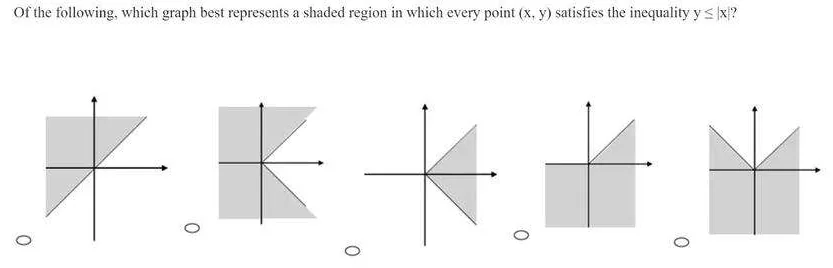 Of the following, which graph best represents a shaded region in which every point (x, y) satisfies the inequality y ≤ |x|?